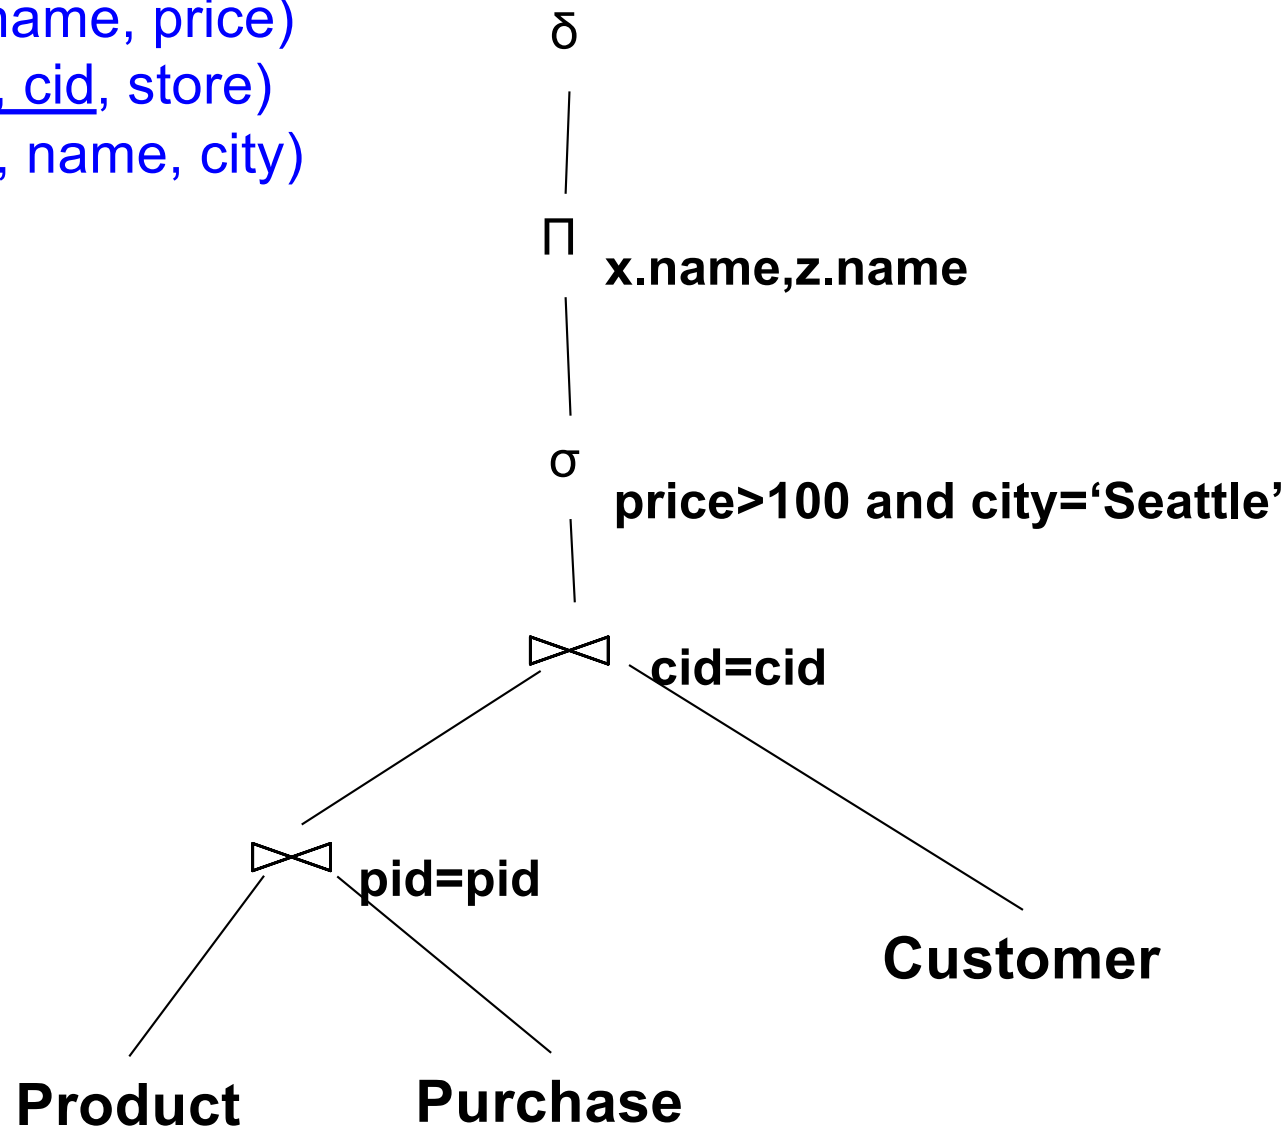 name, price)
, cid, store)
, name, city)
δ
Π
x.name,z.name
σ
price>100 and city=‘Seattle’
cid=cid
pid=pid
Customer
Product
Purchase